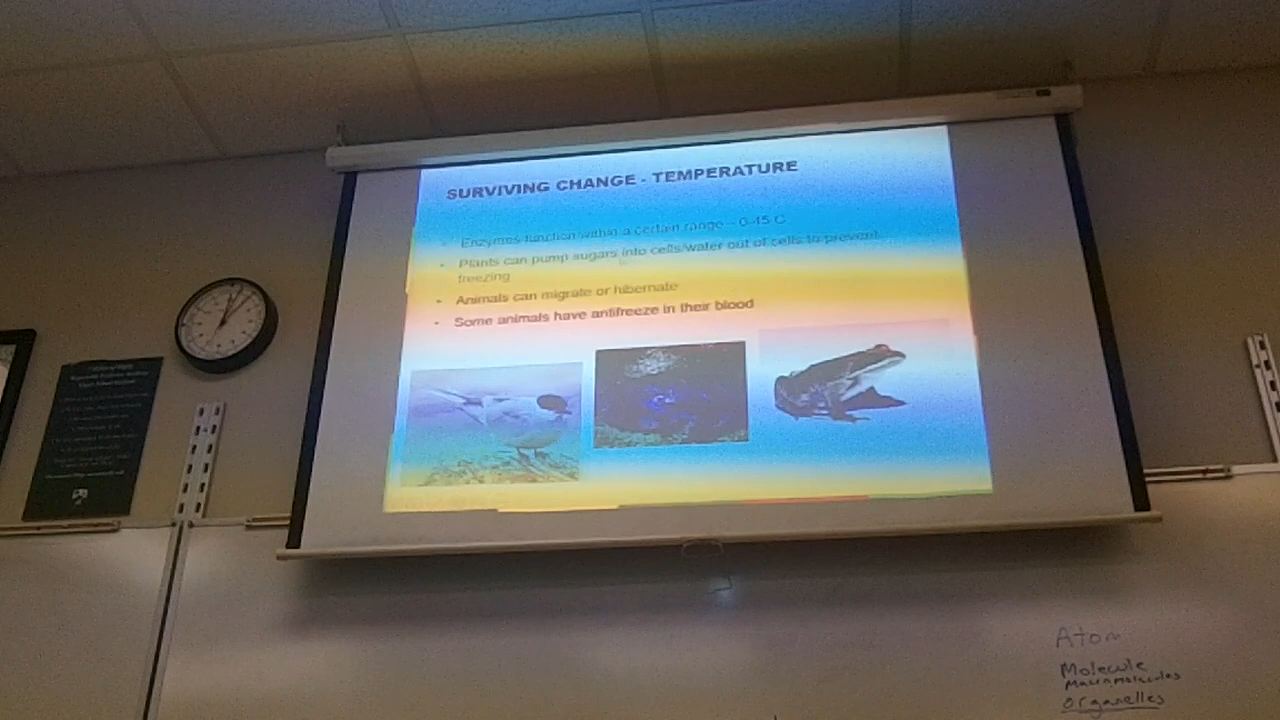 SURVIVING CHANGE - TEMPERATURE
Enzymes function within a certain range – 0-45 C
• Plants can pump sugars into cells/water out of cells to prevent
freezing
• Animals can migrate or hibernate
• Some animals have antifreeze in their blood
Atom
Molecule
Macromolecules
organelles